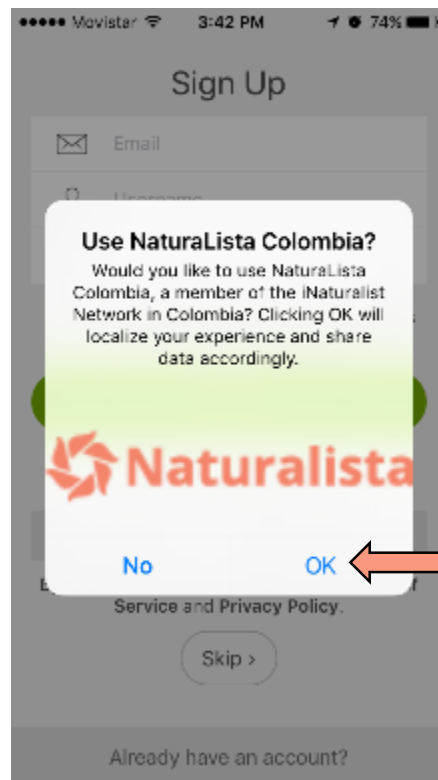 Movistar 3:42 PM 74%
Sign Up
Email
Username
Use NaturaLista Colombia?
Would you like to use NaturaLista
Colombia, a member of the iNaturalist
Network in Colombia? Clicking OK will
localize your experience and share
data accordingly.
Naturalista
No OK
Service and Privacy Policy.
Skip >
Already have an account?